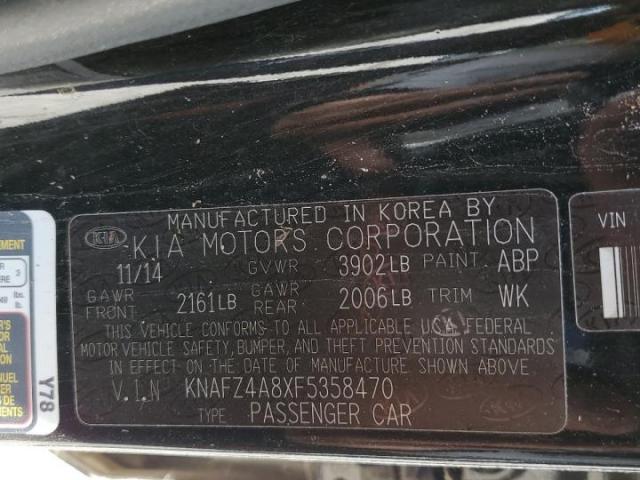 MANUFACTURED IN KOREA BY
KIA KIA MOTORS CORPORATION
11/14 GVWR 3902LB PAINT ABP
GAWR FRONT 2161LB GAWR REAR 2006LB TRIM WK
THIS VEHICLE CONFORMS TO ALL APPLICABLE U.S.A. FEDERAL
MOTOR VEHICLE SAFETY, BUMPER, AND THEFT PREVENTION STANDARDS
IN EFFECT ON THE DATE OF MANUFACTURE SHOWN ABOVE.
V.I.N KNAFZ4A8XF5358470
TYPE PASSENGER CAR
Y78
VIN